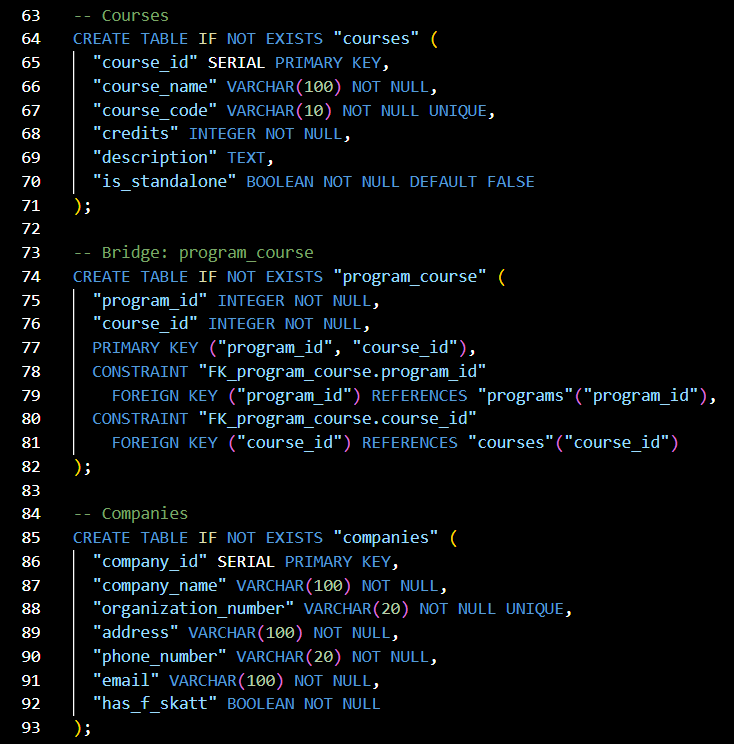 63 -- Courses
64 CREATE TABLE IF NOT EXISTS "courses" (
65   "course_id" SERIAL PRIMARY KEY,
66   "course_name" VARCHAR(100) NOT NULL,
67   "course_code" VARCHAR(10) NOT NULL UNIQUE,
68   "credits" INTEGER NOT NULL,
69   "description" TEXT,
70   "is_standalone" BOOLEAN NOT NULL DEFAULT FALSE
71 );
72
73 -- Bridge: program_course
74 CREATE TABLE IF NOT EXISTS "program_course" (
75   "program_id" INTEGER NOT NULL,
76   "course_id" INTEGER NOT NULL,
77   PRIMARY KEY ("program_id", "course_id"),
78   CONSTRAINT "FK_program_course.program_id"
79     FOREIGN KEY ("program_id") REFERENCES "programs"("program_id"),
80   CONSTRAINT "FK_program_course.course_id"
81     FOREIGN KEY ("course_id") REFERENCES "courses"("course_id")
82 );
83
84 -- Companies
85 CREATE TABLE IF NOT EXISTS "companies" (
86   "company_id" SERIAL PRIMARY KEY,
87   "company_name" VARCHAR(100) NOT NULL,
88   "organization_number" VARCHAR(20) NOT NULL UNIQUE,
89   "address" VARCHAR(100) NOT NULL,
90   "phone_number" VARCHAR(20) NOT NULL,
91   "email" VARCHAR(100) NOT NULL,
92   "has_f_skatt" BOOLEAN NOT NULL
93 );